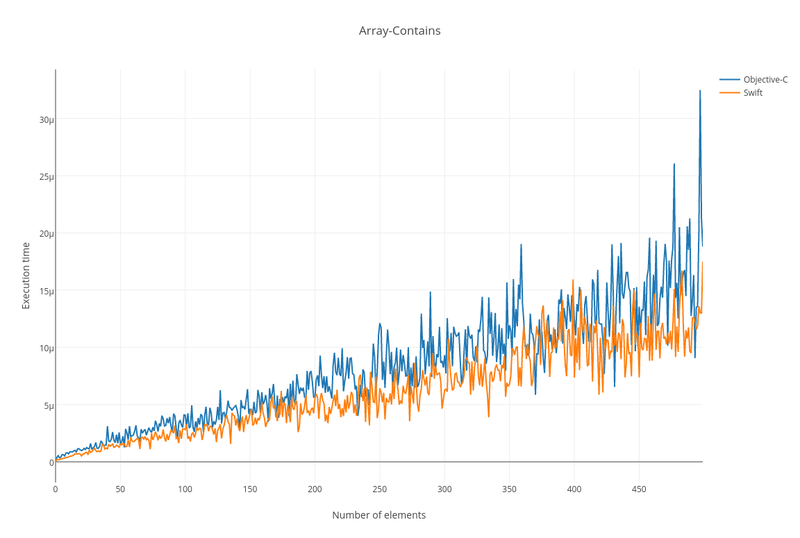 Array-Contains
Objective-C
Swift
30µ
25µ
20µ
15µ
10µ
5µ
0
Execution time
0 50 100 150 200 250 300 350 400 450
Number of elements